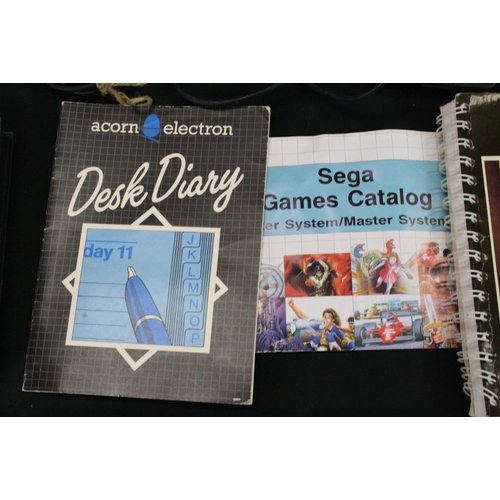 acorn electron
Desk Diary
day 11
J
K
L
M
N
O
P
Sega
Games Catalog
er System/Master System